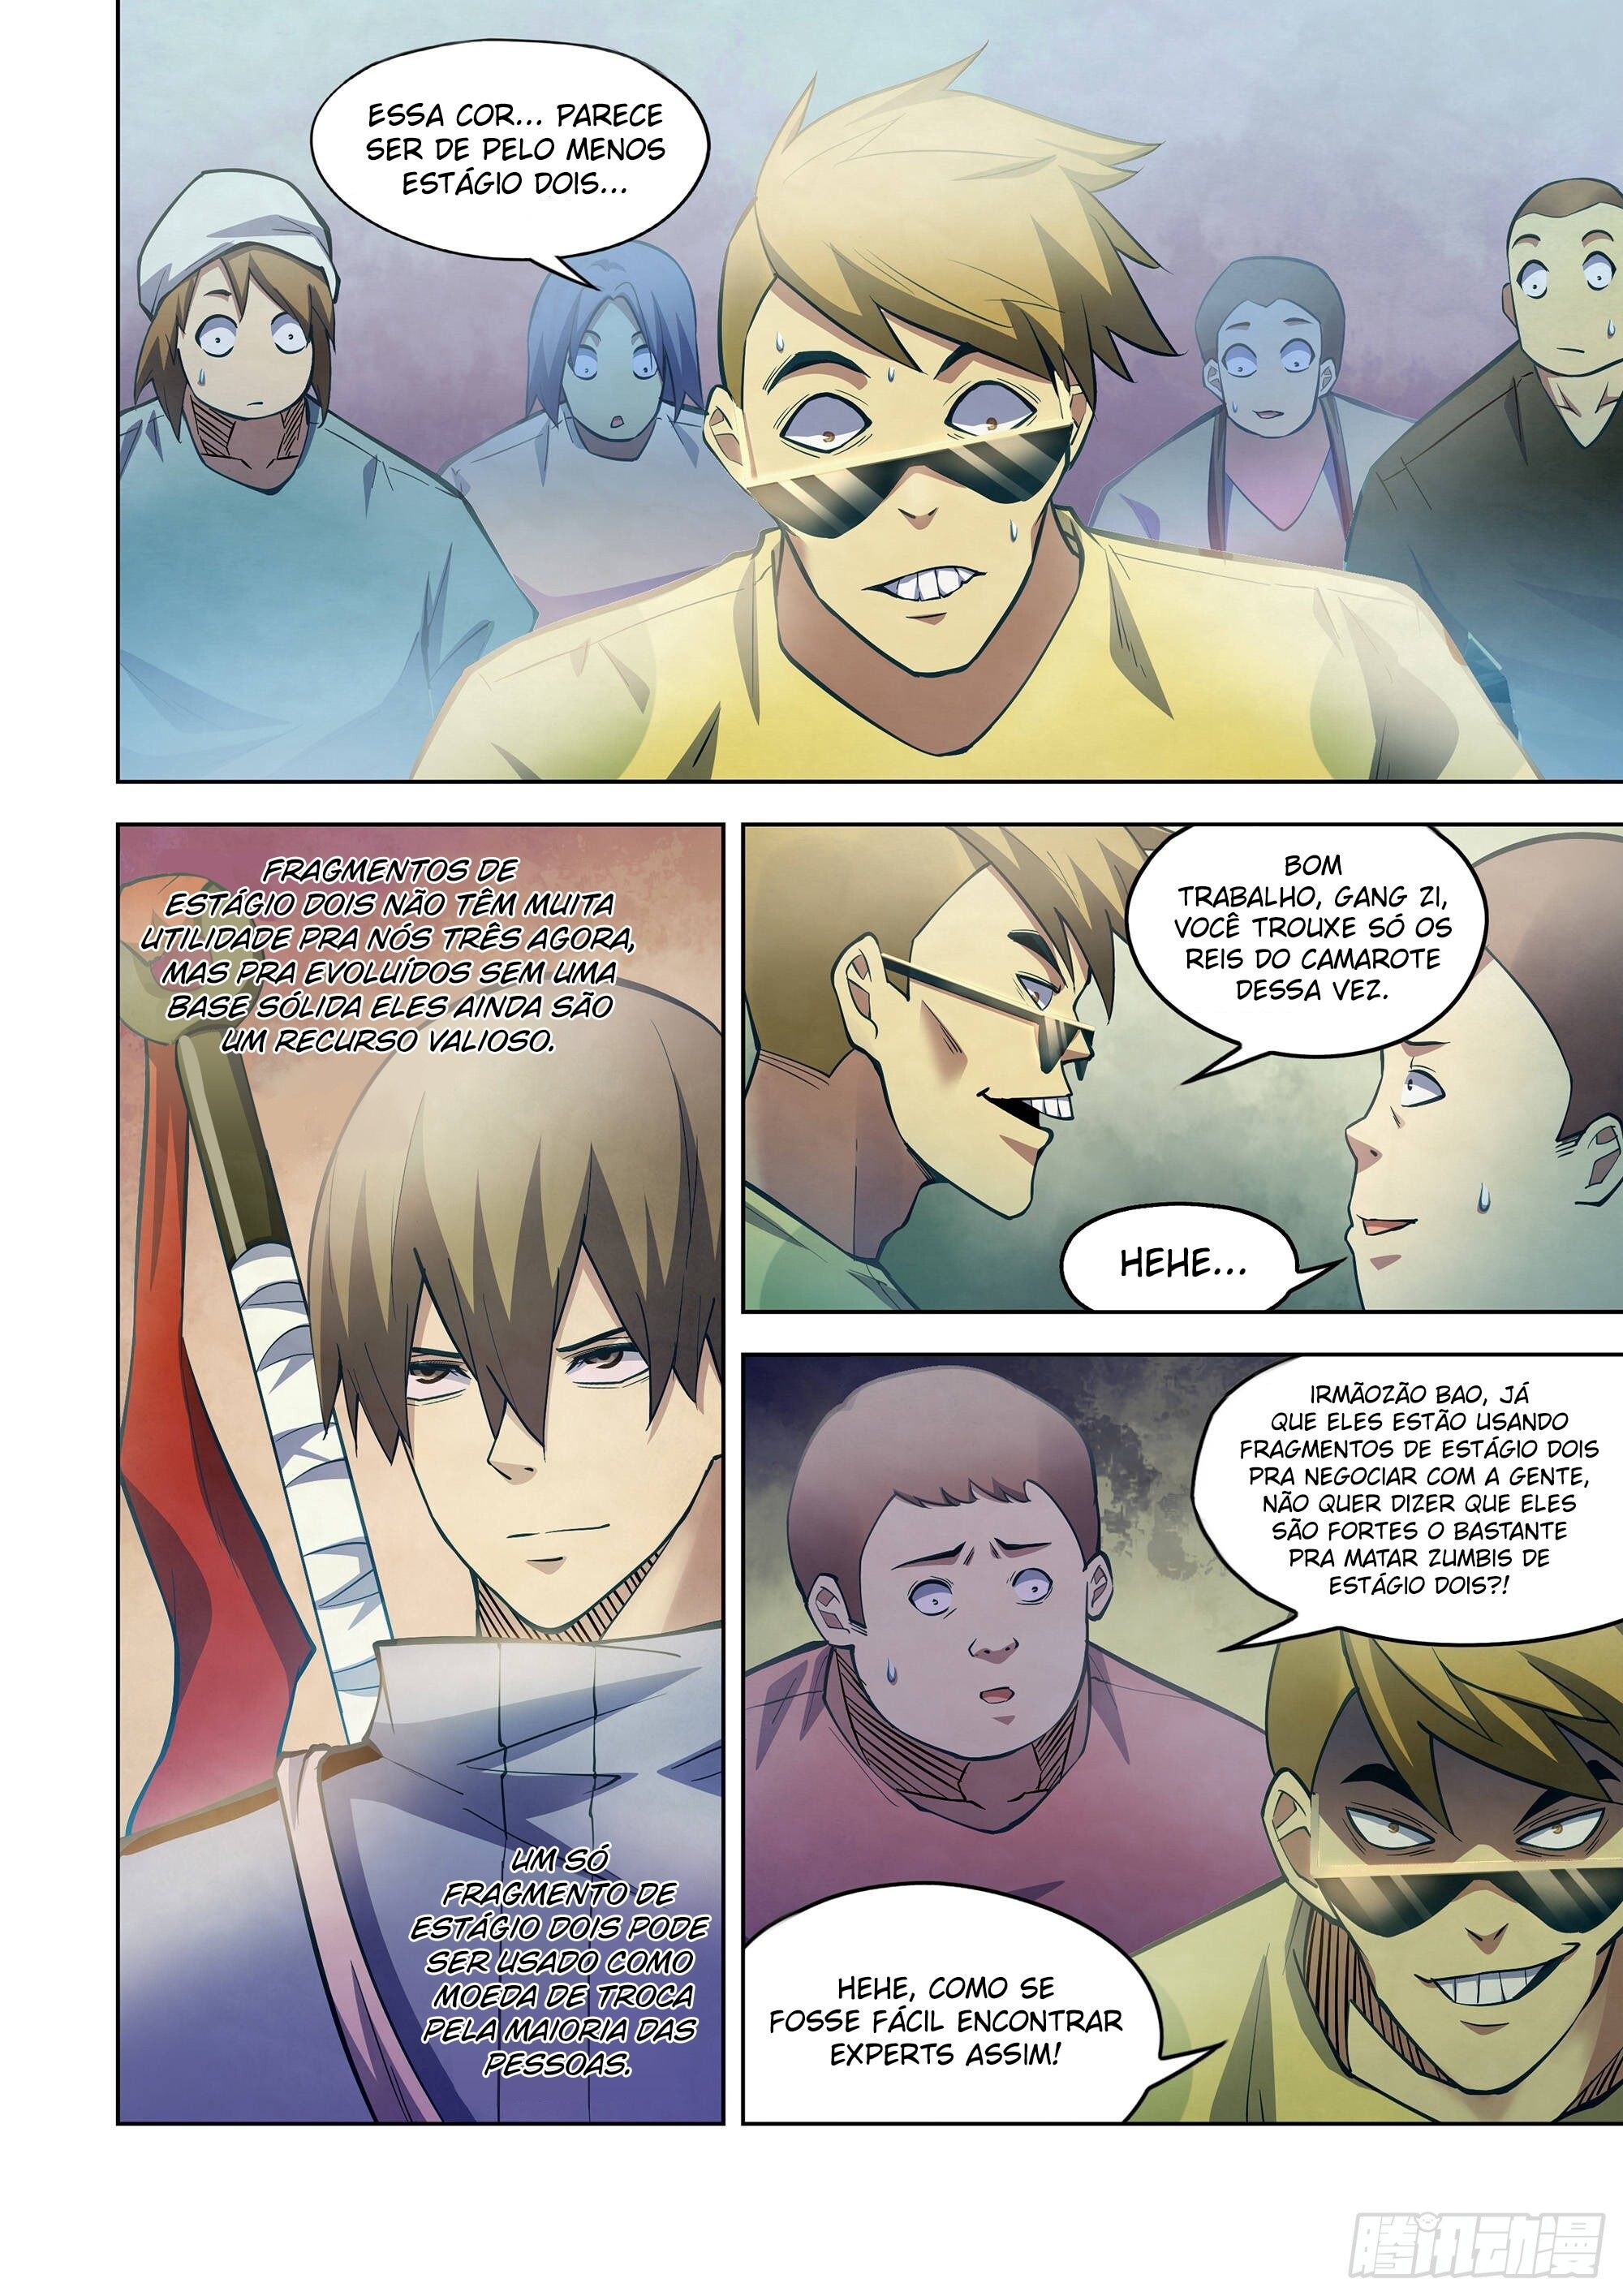 ESSA COR... PARECE
SER DE PELO MENOS
ESTÁGIO DOIS...
FRAGMENTOS DE
ESTÁGIO DOIS NÃO TÊM MUITA
UTILIDADE PRA NÓS TRÊS AGORA,
MAS PRA EVOLUÍDOS SEM UMA
BASE SÓLIDA ELES AINDA SÃO
UM RECURSO VALIOSO.
UM SÓ
FRAGMENTO DE
ESTÁGIO DOIS PODE
SER USADO COMO
MOEDA DE TROCA
PELA MAIORIA DAS
PESSOAS.
BOM
TRABALHO, GANG ZI,
VOCÊ TROUXE SÓ OS
REIS DO CAMAROTE
DESSA VEZ.
HEHE...
IRMÃOZÃO BAO, JÁ
QUE ELES ESTÃO USANDO
FRAGMENTOS DE ESTÁGIO DOIS
PRA NEGOCIAR COM A GENTE,
NÃO QUER DIZER QUE ELES
SÃO FORTES O BASTANTE
PRA MATAR ZUMBIS DE
ESTÁGIO DOIS?!
HEHE, COMO SE
FOSSE FÁCIL ENCONTRAR
EXPERTS ASSIM!
腾讯动漫